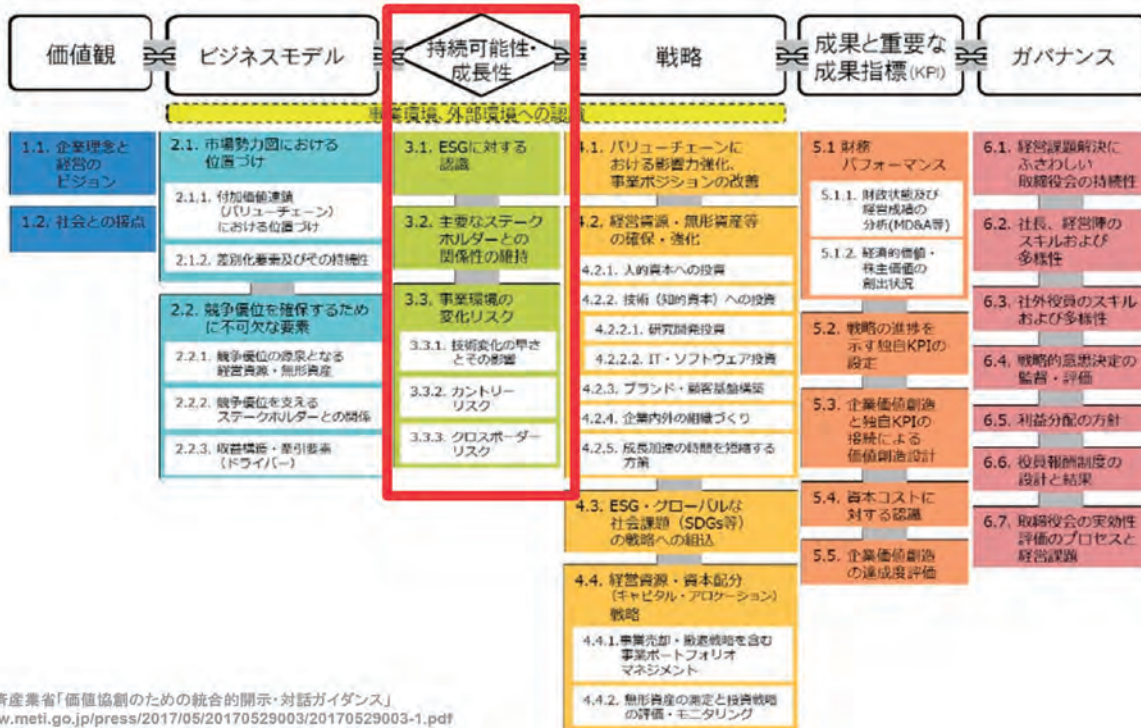 価値観
ビジネスモデル
持続可能性・
成長性
戦略
成果と重要な
成果指標(KPI)
ガバナンス
事業環境、外部環境への認識
1.1. 企業理念と
経営の
ビジョン
1.2. 社会との接点
2.1. 市場勢力図における
位置づけ
2.1.1. 付加価値連鎖
(バリューチェーン)
における位置づけ
2.1.2. 差別化要素及びその持続性
2.2. 競争優位を確保するため
に不可欠な要素
2.2.1. 競争優位の源泉となる
経営資源・無形資産
2.2.2. 競争優位を支える
ステークホルダーとの関係
2.2.3. 収益構造・牽引要素
(ドライバー)
3.1. ESGに対する
認識
3.2. 主要なステーク
ホルダーとの
関係性の維持
3.3. 事業環境の
変化リスク
3.3.1. 技術変化の早さ
とその影響
3.3.2. カントリー
リスク
3.3.3. クロスボーダー
リスク
4.1. バリューチェーンに
おける影響力強化、
事業ポジションの改善
4.2. 経営資源・無形資産等
の確保・強化
4.2.1. 人的資本への投資
4.2.2. 技術(知的資本)への投資
4.2.2.1. 研究開発投資
4.2.2.2. IT・ソフトウェア投資
4.2.3. ブランド・顧客基盤構築
4.2.4. 企業内外の組織づくり
4.2.5. 成長加速の時間を短縮する
方策
4.3. ESG・グローバルな
社会課題(SDGs等)
の戦略への組込
4.4. 経営資源・資本配分
(キャピタル・アロケーション)
戦略
4.4.1.事業売却・撤退戦略を含む
事業ポートフォリオ
マネジメント
4.4.2. 無形資産の測定と投資戦略
の評価・モニタリング
5.1 財務
パフォーマンス
5.1.1. 財政状態及び
経営成績の
分析(MD&A等)
5.1.2. 経済的価値・
株主価値の
創出状況
5.2. 戦略の進捗を
示す独自KPIの
設定
5.3. 企業価値創造
と独自KPIの
接続による
価値創造設計
5.4. 資本コストに
対する認識
5.5. 企業価値創造
の達成度評価
6.1. 経営課題解決に
ふさわしい
取締役会の持続性
6.2. 社長、経営陣の
スキルおよび
多様性
6.3. 社外役員のスキル
および多様性
6.4. 戦略的意思決定の
監督・評価
6.5. 利益分配の方針
6.6. 役員報酬制度の
設計と結果
6.7. 取締役会の実効性
評価のプロセスと
経営課題
済産業省「価値協創のための統合的開示・対話ガイダンス」
w.meti.go.jp/press/2017/05/20170529003/20170529003-1.pdf